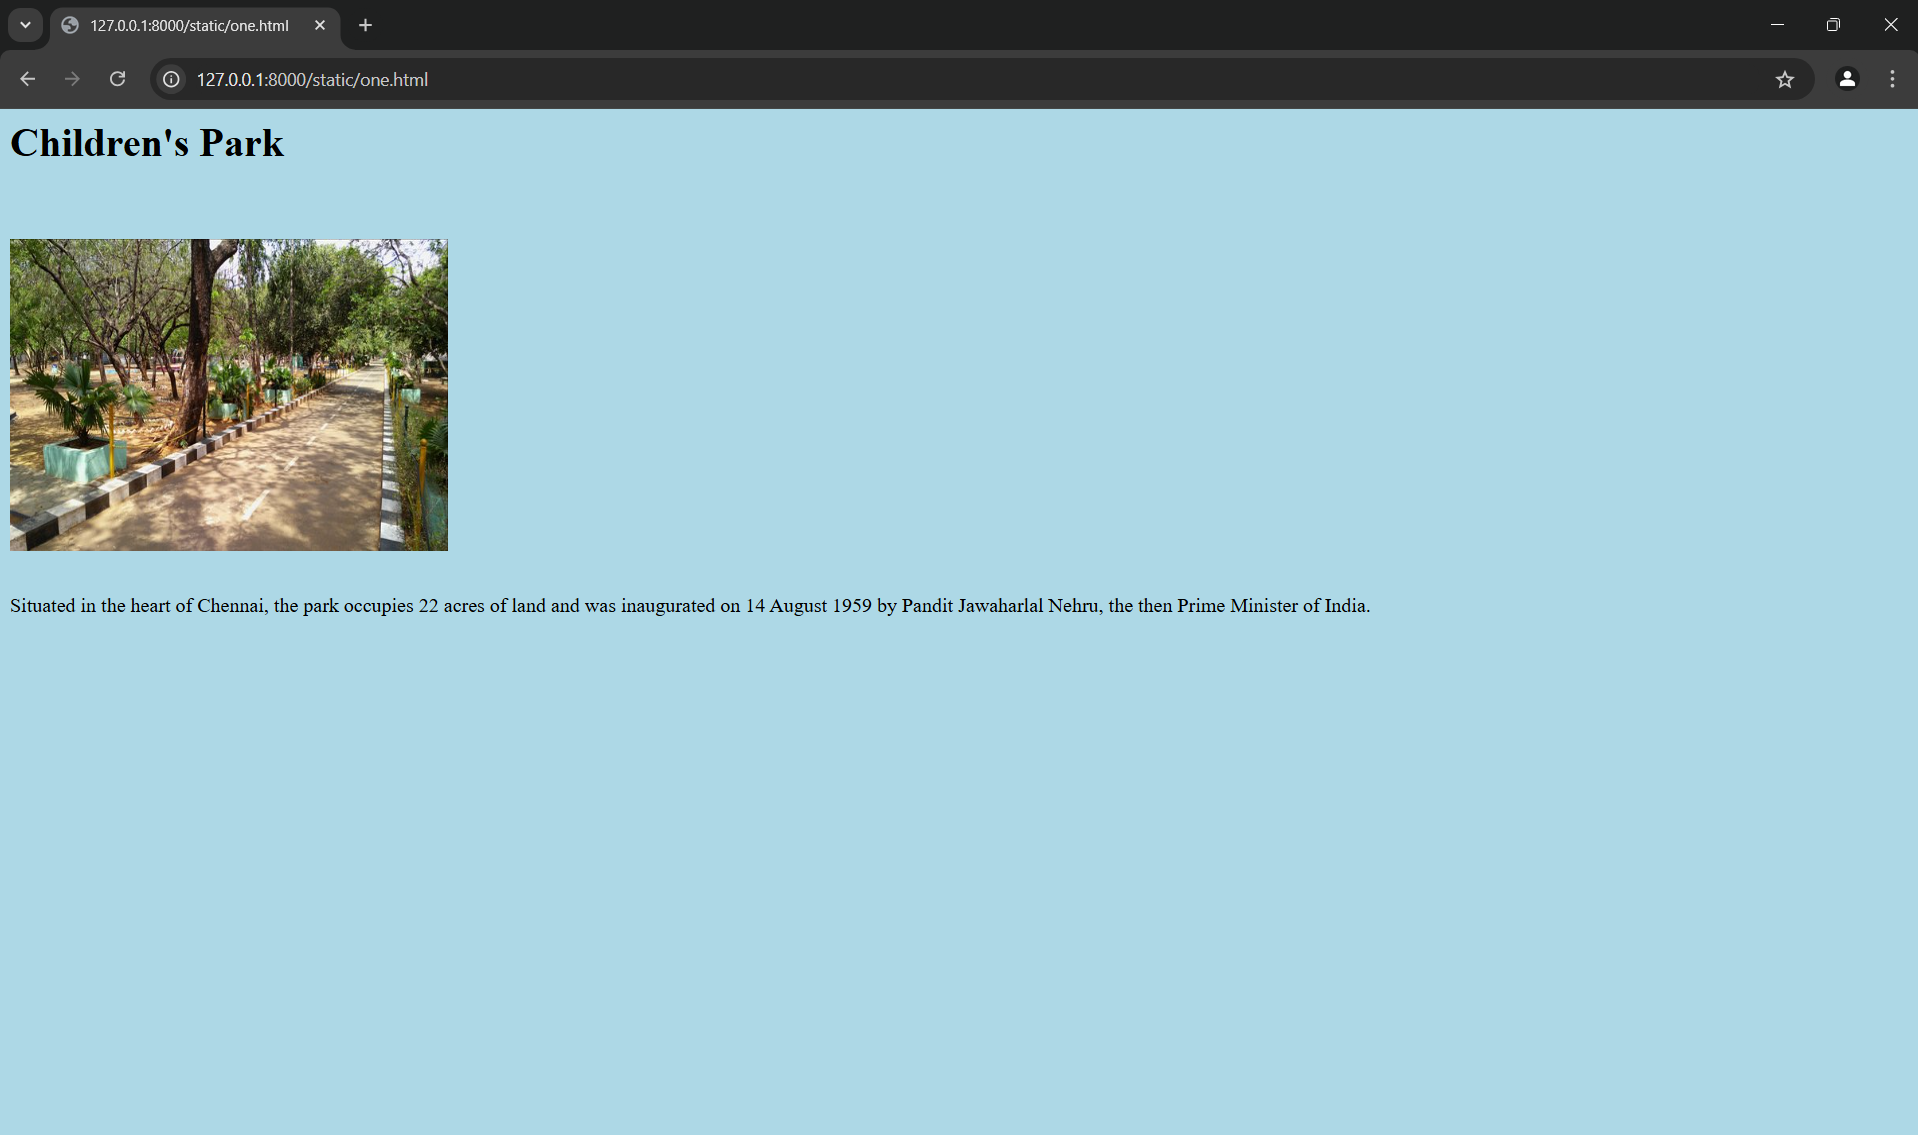 127.0.0.1:8000/static/one.html
127.0.0.1:8000/static/one.html
Children's Park
Situated in the heart of Chennai, the park occupies 22 acres of land and was inaugurated on 14 August 1959 by Pandit Jawaharlal Nehru, the then Prime Minister of India.